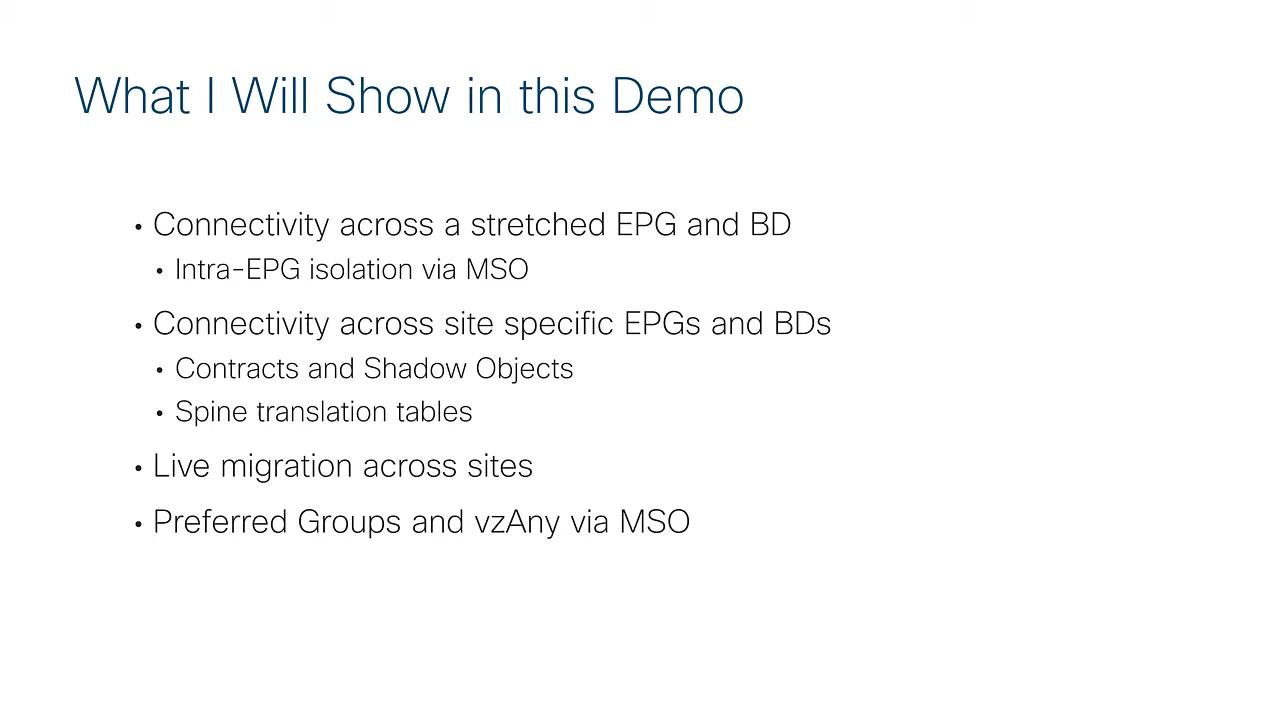 What I Will Show in this Demo
• Connectivity across a stretched EPG and BD
• Intra-EPG isolation via MSO
• Connectivity across site specific EPGs and BDs
• Contracts and Shadow Objects
• Spine translation tables
• Live migration across sites
• Preferred Groups and vzAny via MSO